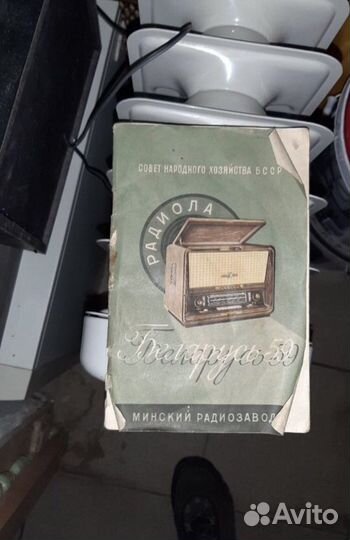 СОВЕТ НАРОДНОГО ХОЗЯЙСТВА БССР
РАДИОЛА
Беларусь-59
МИНСКИЙ РАДИОЗАВОД
Avito